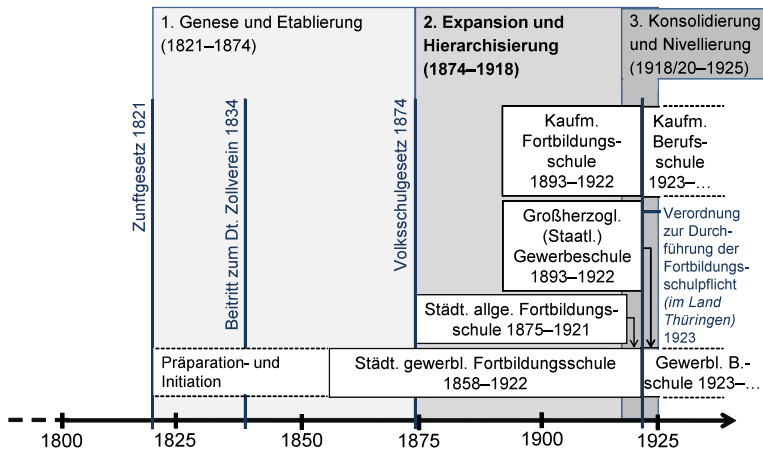 1. Genese und Etablierung
(1821–1874)
2. Expansion und
Hierarchisierung
(1874–1918)
3. Konsolidierung
und Nivellierung
(1918/20–1925)
Zunftgesetz 1821
Beitritt zum Dt. Zollverein 1834
Volksschulgesetz 1874
Kaufm.
Fortbildungs-
schule
1893–1922
Kaufm.
Berufs-
schule
1923–...
Großherzogl.
(Staatl.)
Gewerbeschule
1893–1922
Verordnung
zur Durch-
führung der
Fortbildungs-
schulpflicht
(im Land
Thüringen)
1923
Städt. allge. Fortbildungs-
schule 1875–1921
Präparation- und
Initiation
Städt. gewerbl. Fortbildungsschule
1858–1922
Gewerbl. B.-
schule 1923–...
1800 1825 1850 1875 1900 1925